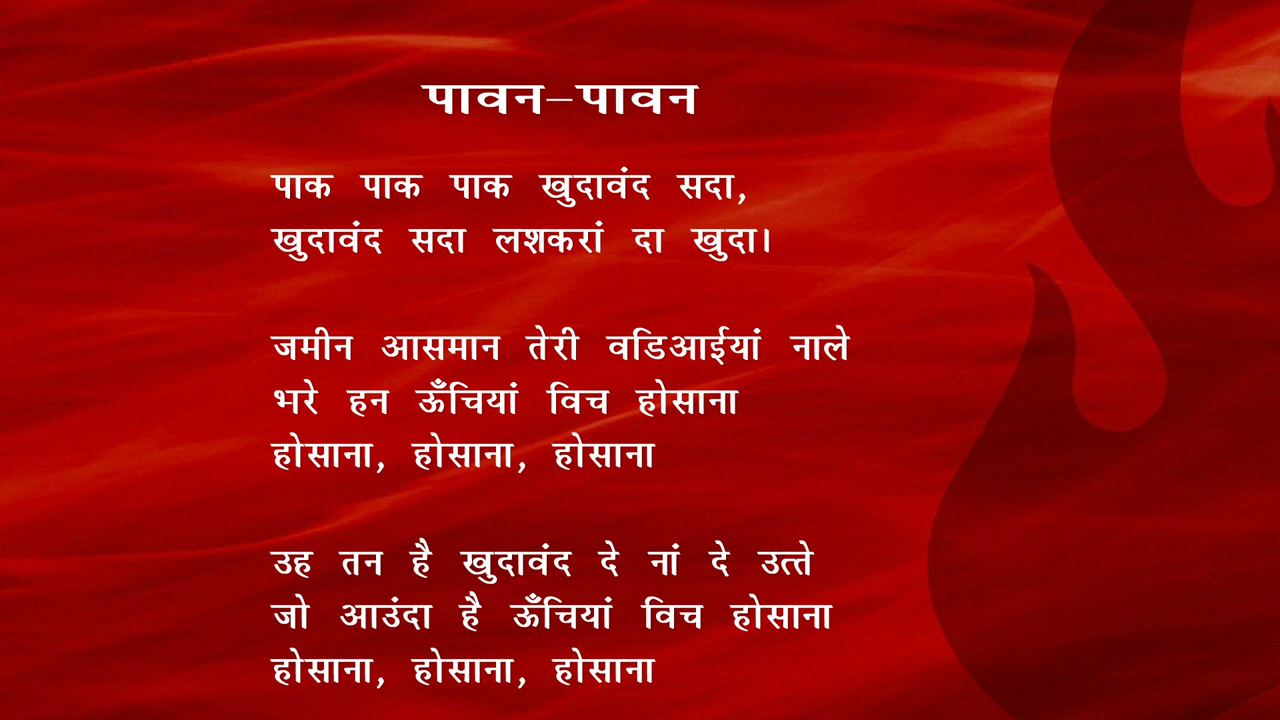 पावन–पावन
पाक पाक पाक खुदावंद सदा,
खुदावंद सदा लशकरां दा खुदा।
जमीन आसमान तेरी वडिआईयां नाले
भरे हन ऊँचियां विच होसाना
होसाना, होसाना, होसाना
उह तन है खुदावंद दे नां दे उत्ते
जो आउंदा है ऊँचियां विच होसाना
होसाना, होसाना, होसाना